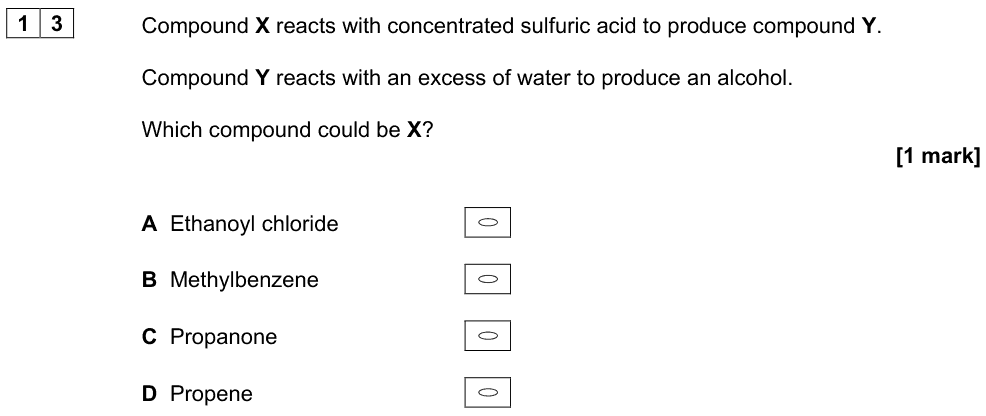 1 3 Compound X reacts with concentrated sulfuric acid to produce compound Y.
Compound Y reacts with an excess of water to produce an alcohol.
Which compound could be X?
[1 mark]
A Ethanoyl chloride
B Methylbenzene
C Propanone
D Propene